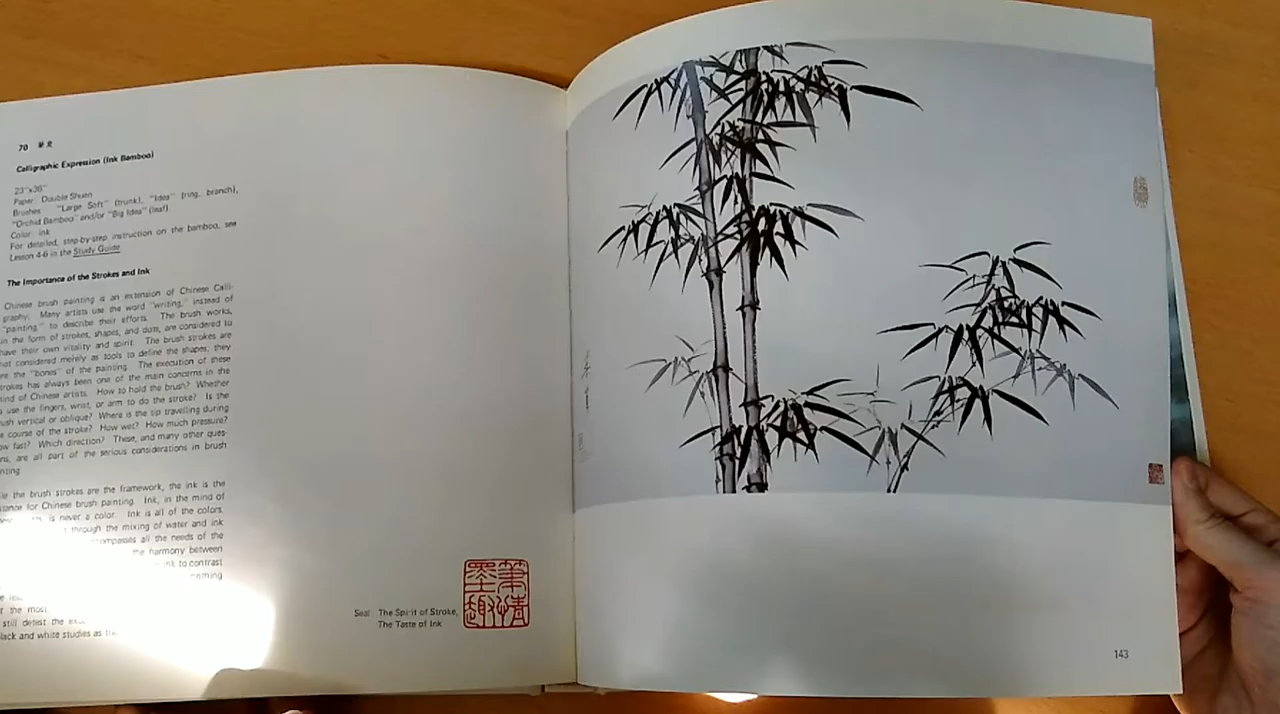 70 筆克
Calligraphic Expression (Ink Bamboo)
23"x36"
Paper: Double Shuen
Brushes: "Large Soft" (trunk), "Idea" (ring, branch),
"Orchid Bamboo" and/or "Big Idea" (leaf)
Color: ink
For detailed, step-by-step instruction on the bamboo, see
Lesson 4-6 in the Study Guide
The Importance of the Strokes and Ink
Chinese brush painting is an extension of Chinese Calli-
graphy. Many artists use the word "writing," instead of
"painting," to describe their efforts. The brush works,
in the form of strokes, shapes, and dots, are considered to
have their own vitality and spirit. The brush strokes are
not considered merely as tools to define the shapes; they
are the "bones" of the painting. The execution of these
strokes has always been one of the main concerns in the
mind of Chinese artists. How to hold the brush? Whether
to use the fingers, wrist, or arm to do the stroke? Is the
brush vertical or oblique? Where is the tip travelling during
course of the stroke? How wet? How much pressure?
How fast? Which direction? These, and many other ques-
are all part of the serious considerations in brush
the brush strokes are the framework, the ink is the
for Chinese brush painting. Ink, in the mind of
is never a color. Ink is all of the colors.
through the mixing of water and ink
all the needs of the
harmony between
to contrast
the most
still detest the
black and white studies as
Seal: The Spirit of Stroke,
The Taste of Ink
筆情
墨趣
143